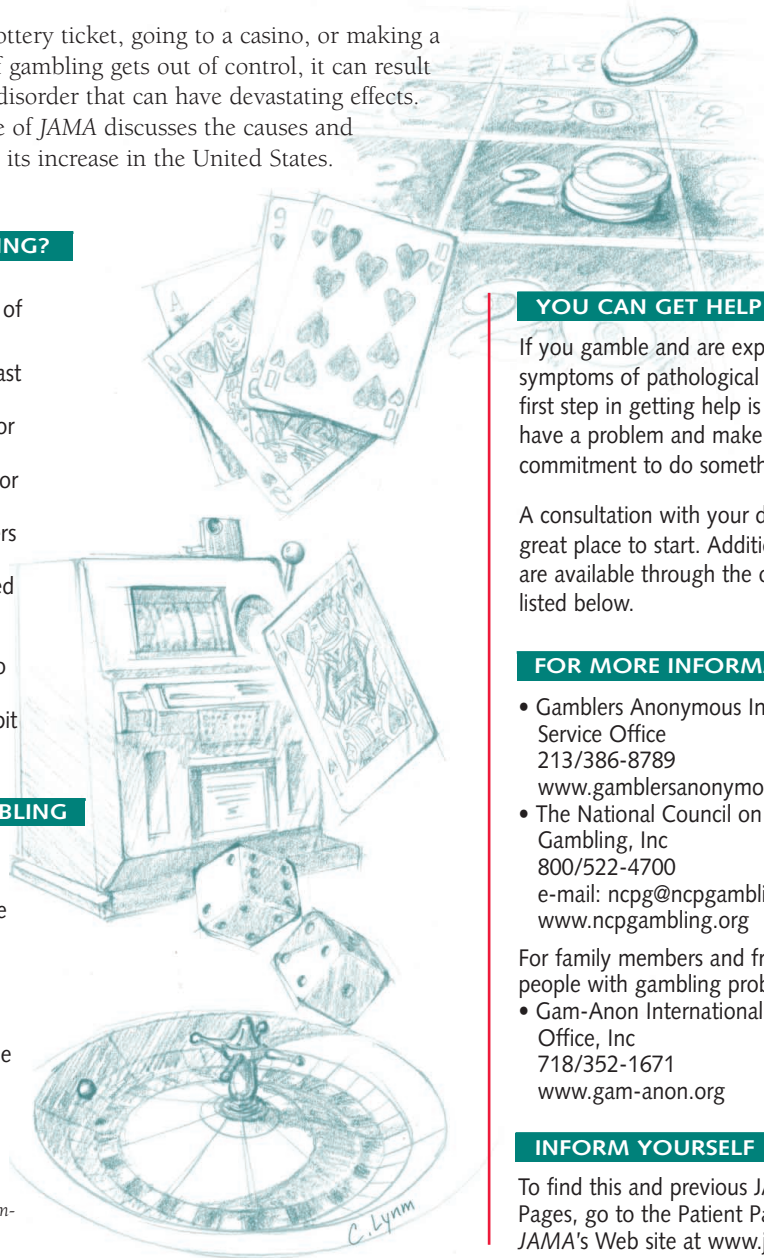 ottery ticket, going to a casino, or making a
f gambling gets out of control, it can result
disorder that can have devastating effects.
e of JAMA discusses the causes and
its increase in the United States.
20
20
ING?
of
ast
or
or
rs
ed
o
bit
BLING
e
e
m-
9
10
A
C. Lynm
YOU CAN GET HELP
If you gamble and are exp
symptoms of pathological
first step in getting help is
have a problem and make
commitment to do someth
A consultation with your d
great place to start. Additi
are available through the o
listed below.
FOR MORE INFORMA
• Gamblers Anonymous In
Service Office
213/386-8789
www.gamblersanonymo
• The National Council on
Gambling, Inc
800/522-4700
e-mail: ncpg@ncpgambli
www.ncpgambling.org
For family members and fr
people with gambling prob
• Gam-Anon International
Office, Inc
718/352-1671
www.gam-anon.org
INFORM YOURSELF
To find this and previous JA
Pages, go to the Patient Pa
JAMA's Web site at www.j